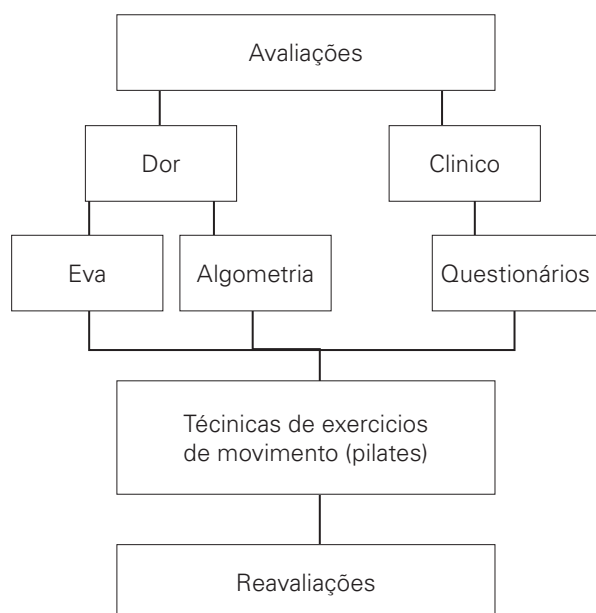 Avaliações
Dor
Clinico
Eva
Algometria
Questionários
Técinicas de exercicios
de movimento (pilates)
Reavaliações